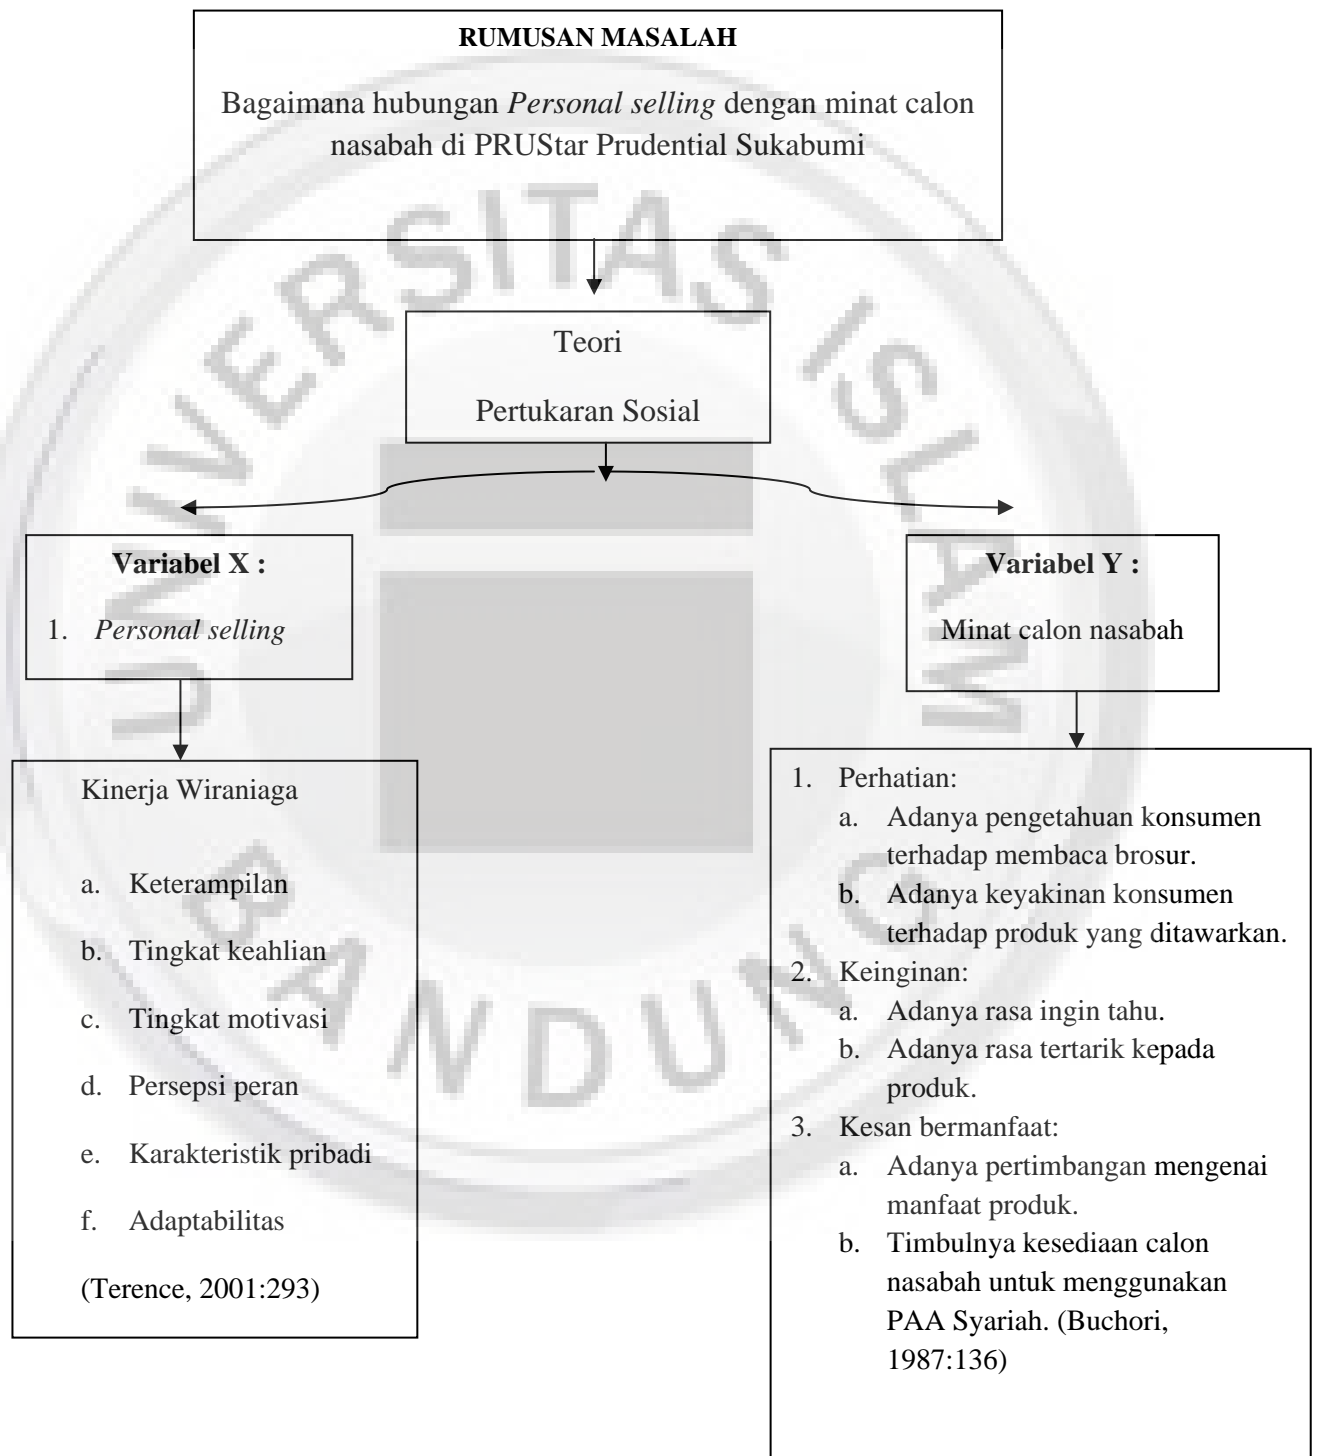 RUMUSAN MASALAH
Bagaimana hubungan Personal selling dengan minat calon
nasabah di PRUStar Prudential Sukabumi
Teori
Pertukaran Sosial
Variabel X :
1. Personal selling
Variabel Y :
Minat calon nasabah
Kinerja Wiraniaga
a. Keterampilan
b. Tingkat keahlian
c. Tingkat motivasi
d. Persepsi peran
e. Karakteristik pribadi
f. Adaptabilitas
(Terence, 2001:293)
1. Perhatian:
a. Adanya pengetahuan konsumen
terhadap membaca brosur.
b. Adanya keyakinan konsumen
terhadap produk yang ditawarkan.
2. Keinginan:
a. Adanya rasa ingin tahu.
b. Adanya rasa tertarik kepada
produk.
3. Kesan bermanfaat:
a. Adanya pertimbangan mengenai
manfaat produk.
b. Timbulnya kesediaan calon
nasabah untuk menggunakan
PAA Syariah. (Buchori,
1987:136)
UNIVERSITAS ISLAM
BANDUNG